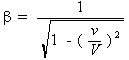 β = 1 / √(1 - (v/V)²)